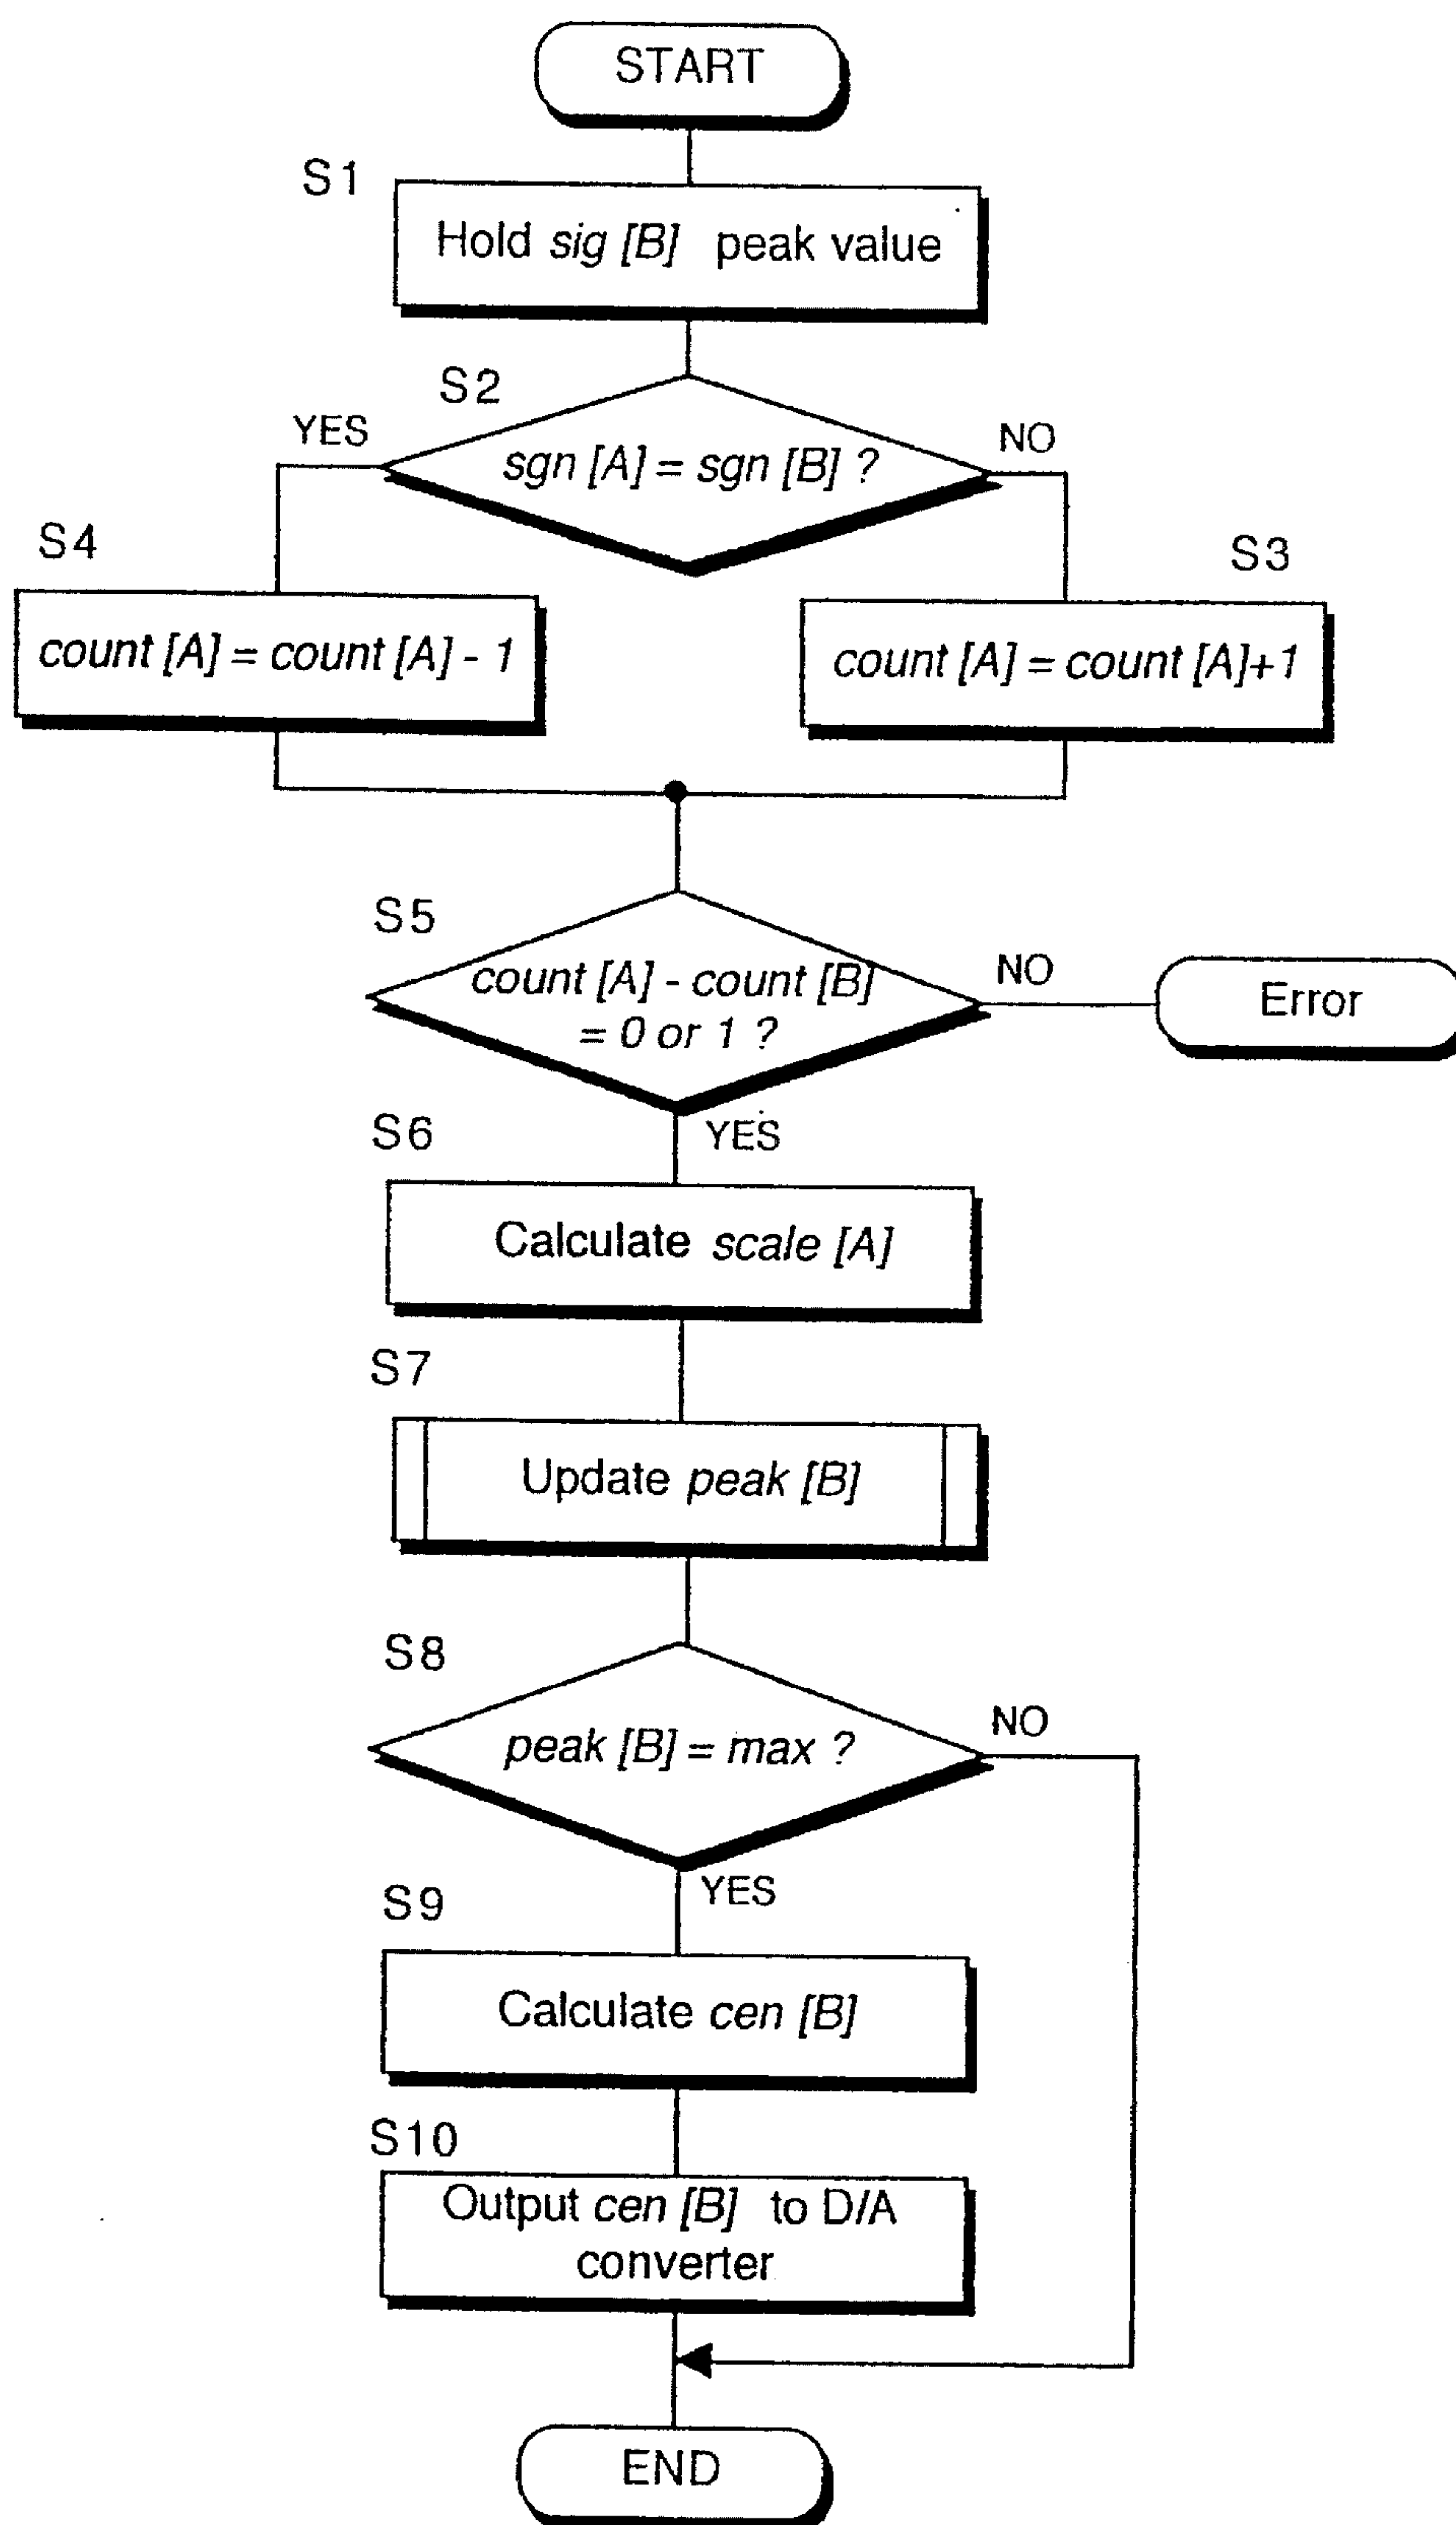 START
S1
Hold sig [B] peak value
S2
YES
sgn [A] = sgn [B] ?
NO
S4
count [A] = count [A] - 1
S3
count [A] = count [A]+1
S5
count [A] - count [B]
= 0 or 1 ?
NO
Error
YES
S6
Calculate scale [A]
S7
Update peak [B]
S8
peak [B] = max ?
NO
YES
S9
Calculate cen [B]
S10
Output cen [B] to D/A
converter
END